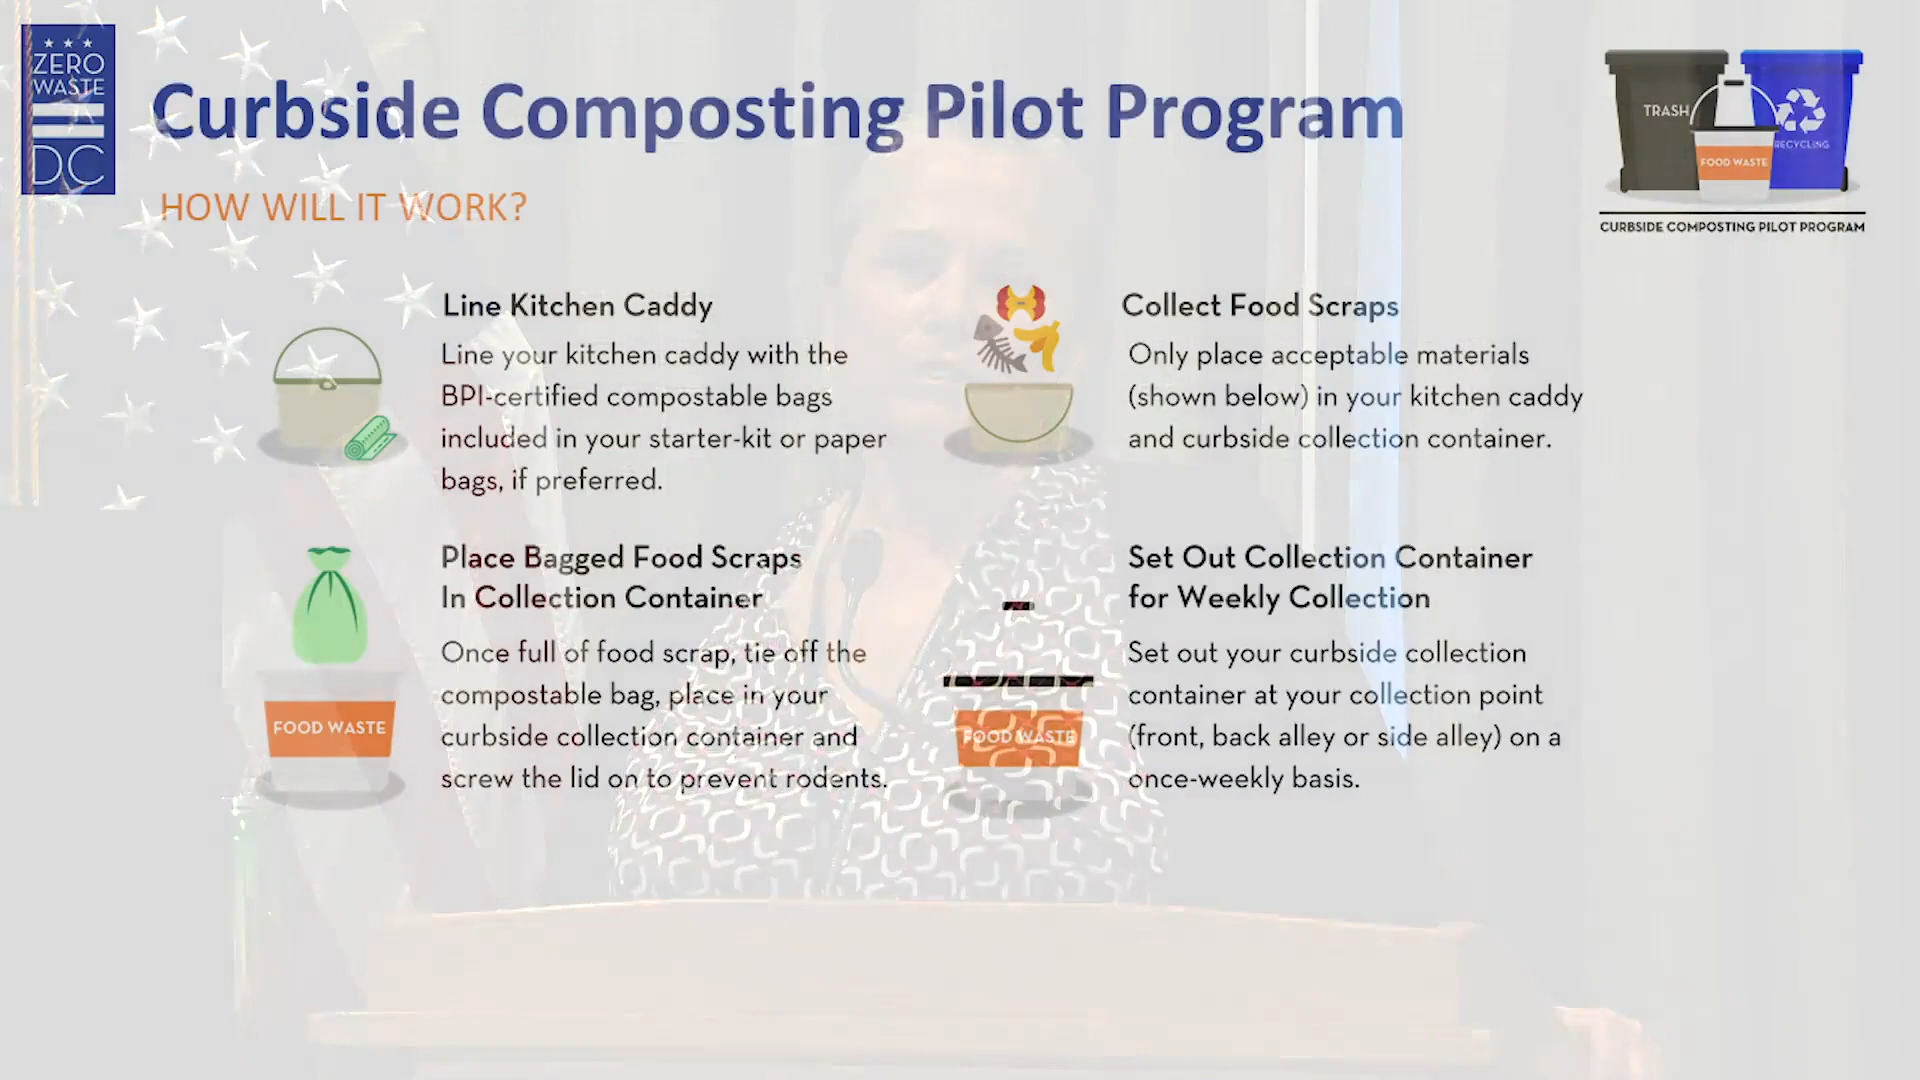 ZERO
WASTE
DC
Curbside Composting Pilot Program
HOW WILL IT WORK?
TRASH
RECYCLING
FOOD WASTE
CURBSIDE COMPOSTING PILOT PROGRAM
Line Kitchen Caddy
Line your kitchen caddy with the
BPI-certified compostable bags
included in your starter-kit or paper
bags, if preferred.
Collect Food Scraps
Only place acceptable materials
(shown below) in your kitchen caddy
and curbside collection container.
Place Bagged Food Scraps
In Collection Container
Once full of food scrap, tie off the
compostable bag, place in your
curbside collection container and
screw the lid on to prevent rodents.
FOOD WASTE
Set Out Collection Container
for Weekly Collection
Set out your curbside collection
container at your collection point
(front, back alley or side alley) on a
once-weekly basis.
FOOD WASTE